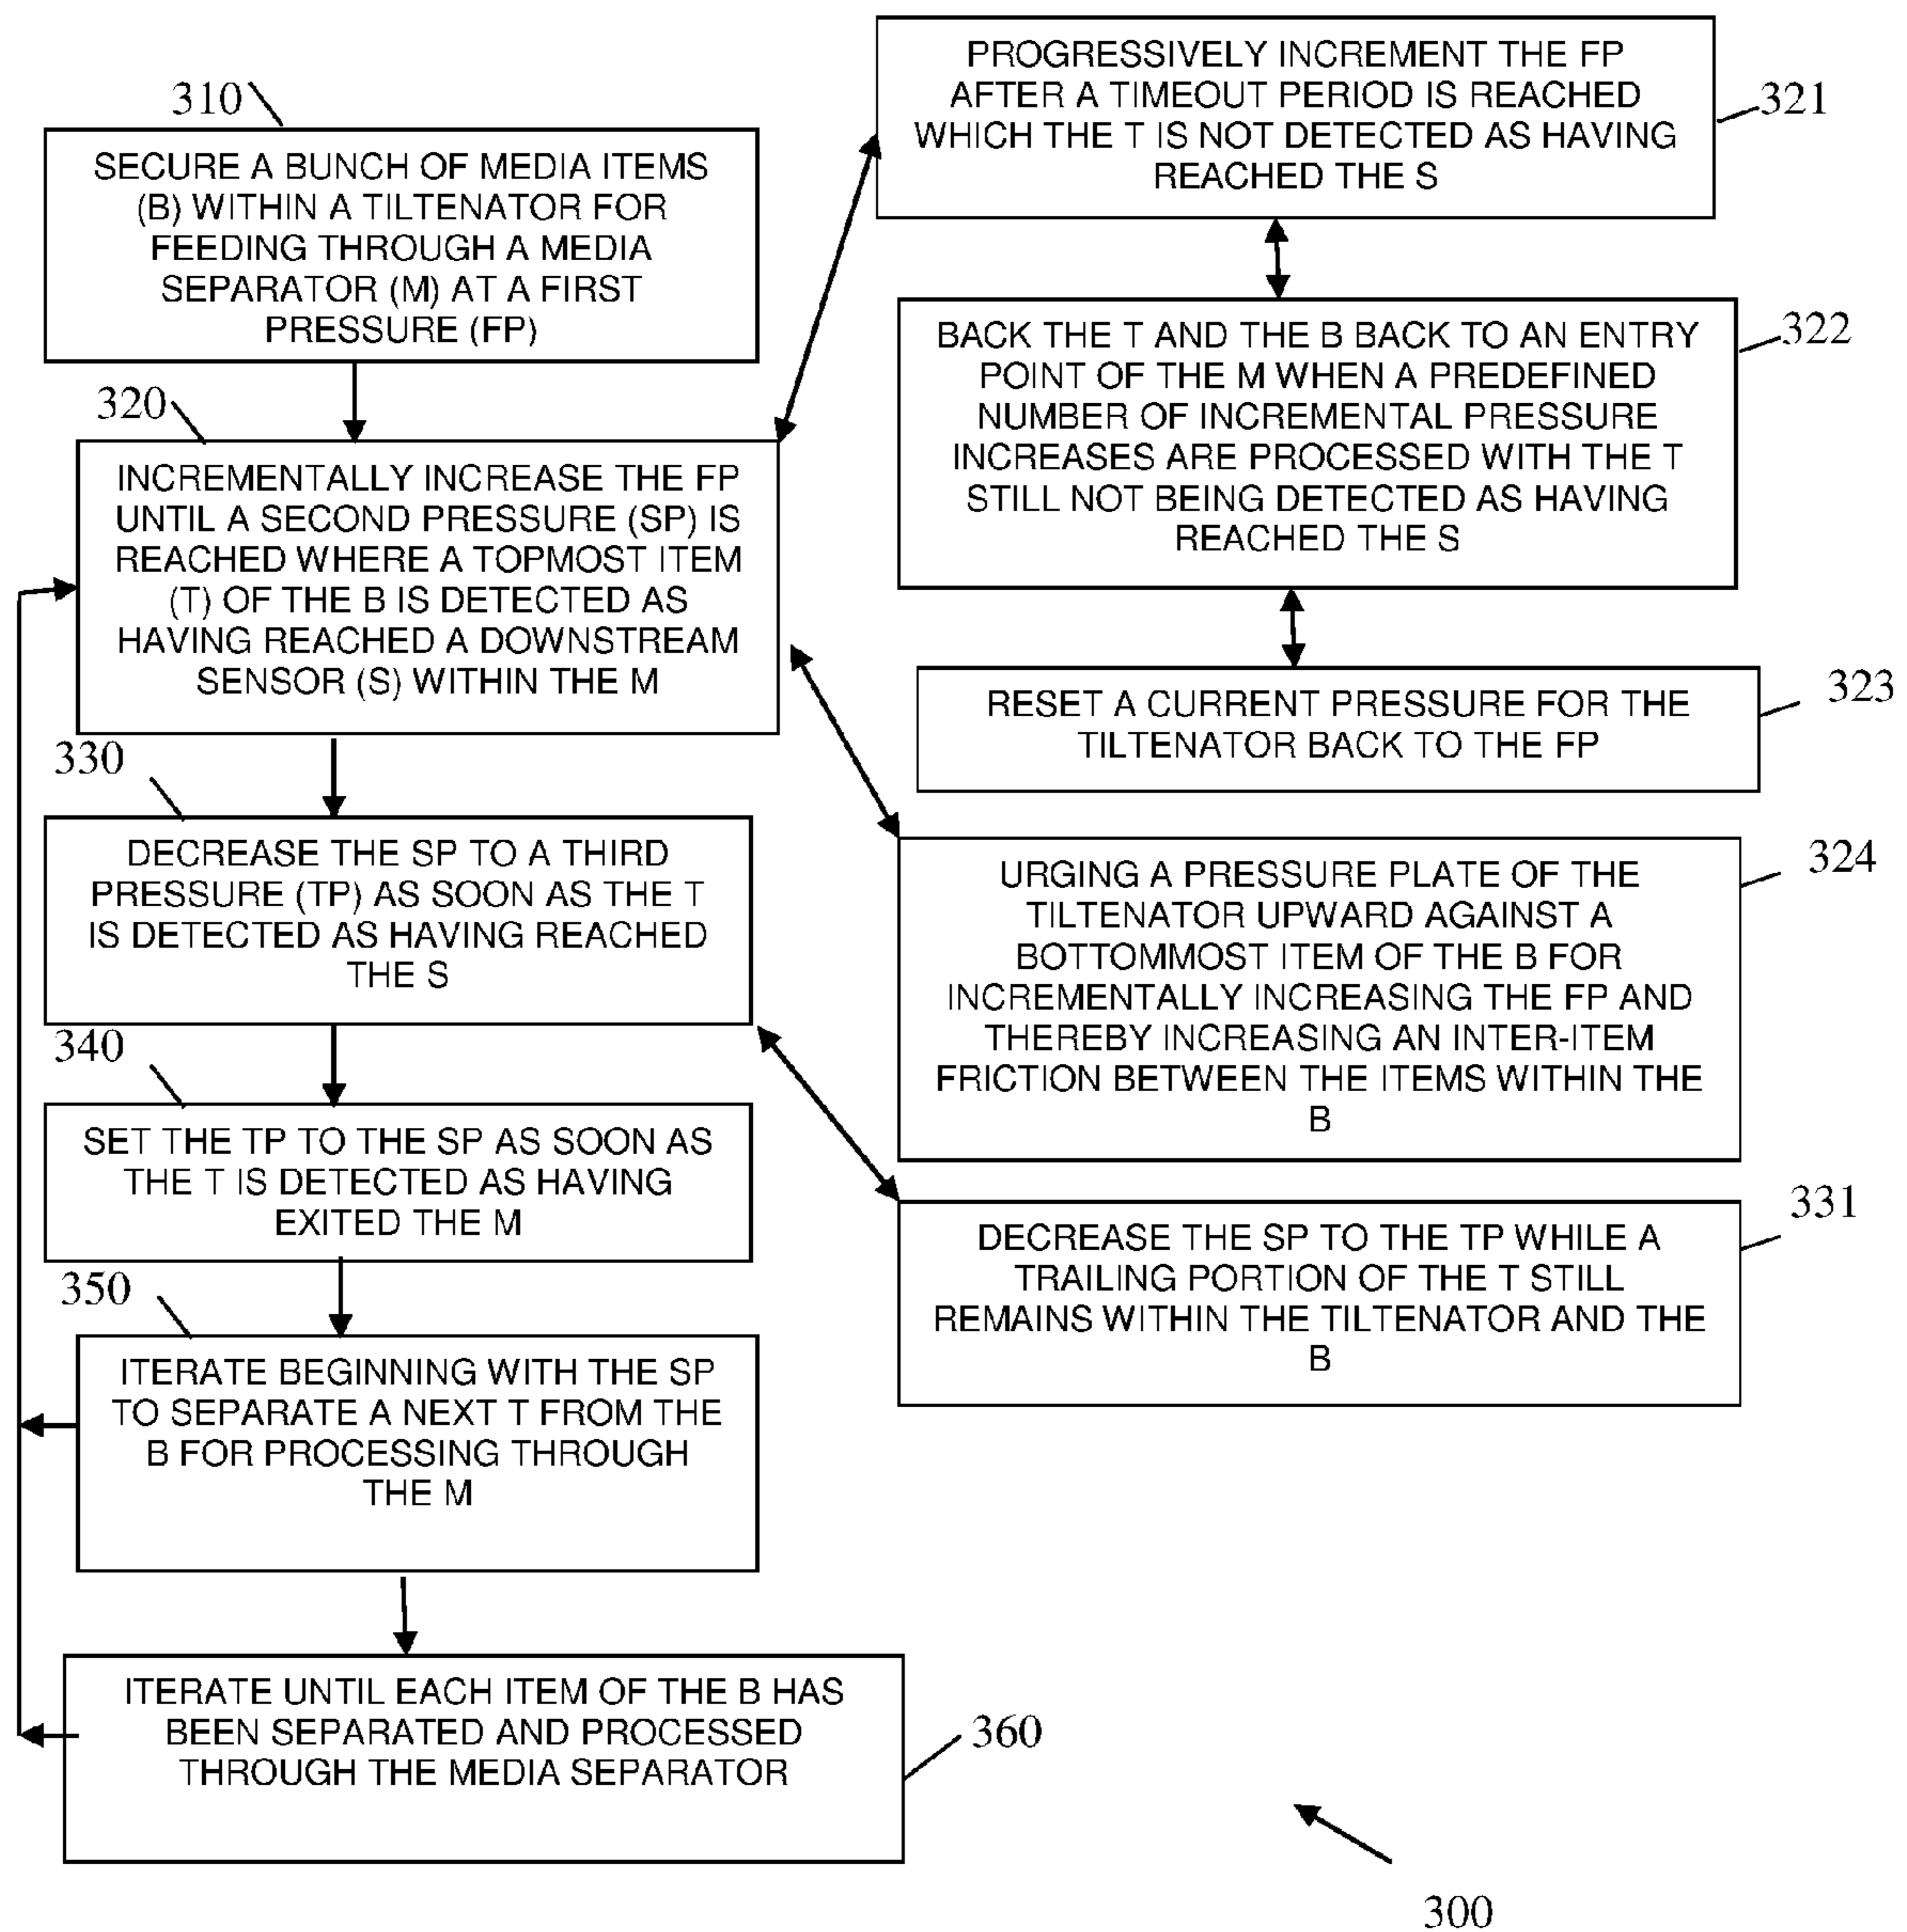 310
SECURE A BUNCH OF MEDIA ITEMS
(B) WITHIN A TILTENATOR FOR
FEEDING THROUGH A MEDIA
SEPARATOR (M) AT A FIRST
PRESSURE (FP)
320
INCREMENTALLY INCREASE THE FP
UNTIL A SECOND PRESSURE (SP) IS
REACHED WHERE A TOPMOST ITEM
(T) OF THE B IS DETECTED AS
HAVING REACHED A DOWNSTREAM
SENSOR (S) WITHIN THE M
330
DECREASE THE SP TO A THIRD
PRESSURE (TP) AS SOON AS THE T
IS DETECTED AS HAVING REACHED
THE S
340
SET THE TP TO THE SP AS SOON AS
THE T IS DETECTED AS HAVING
EXITED THE M
350
ITERATE BEGINNING WITH THE SP
TO SEPARATE A NEXT T FROM THE
B FOR PROCESSING THROUGH
THE M
ITERATE UNTIL EACH ITEM OF THE B HAS
BEEN SEPARATED AND PROCESSED
THROUGH THE MEDIA SEPARATOR
360
PROGRESSIVELY INCREMENT THE FP
AFTER A TIMEOUT PERIOD IS REACHED
WHICH THE T IS NOT DETECTED AS HAVING
REACHED THE S
321
BACK THE T AND THE B BACK TO AN ENTRY
POINT OF THE M WHEN A PREDEFINED
NUMBER OF INCREMENTAL PRESSURE
INCREASES ARE PROCESSED WITH THE T
STILL NOT BEING DETECTED AS HAVING
REACHED THE S
322
RESET A CURRENT PRESSURE FOR THE
TILTENATOR BACK TO THE FP
323
URGING A PRESSURE PLATE OF THE
TILTENATOR UPWARD AGAINST A
BOTTOMMOST ITEM OF THE B FOR
INCREMENTALLY INCREASING THE FP AND
THEREBY INCREASING AN INTER-ITEM
FRICTION BETWEEN THE ITEMS WITHIN THE
B
324
DECREASE THE SP TO THE TP WHILE A
TRAILING PORTION OF THE T STILL
REMAINS WITHIN THE TILTENATOR AND THE
B
331
300